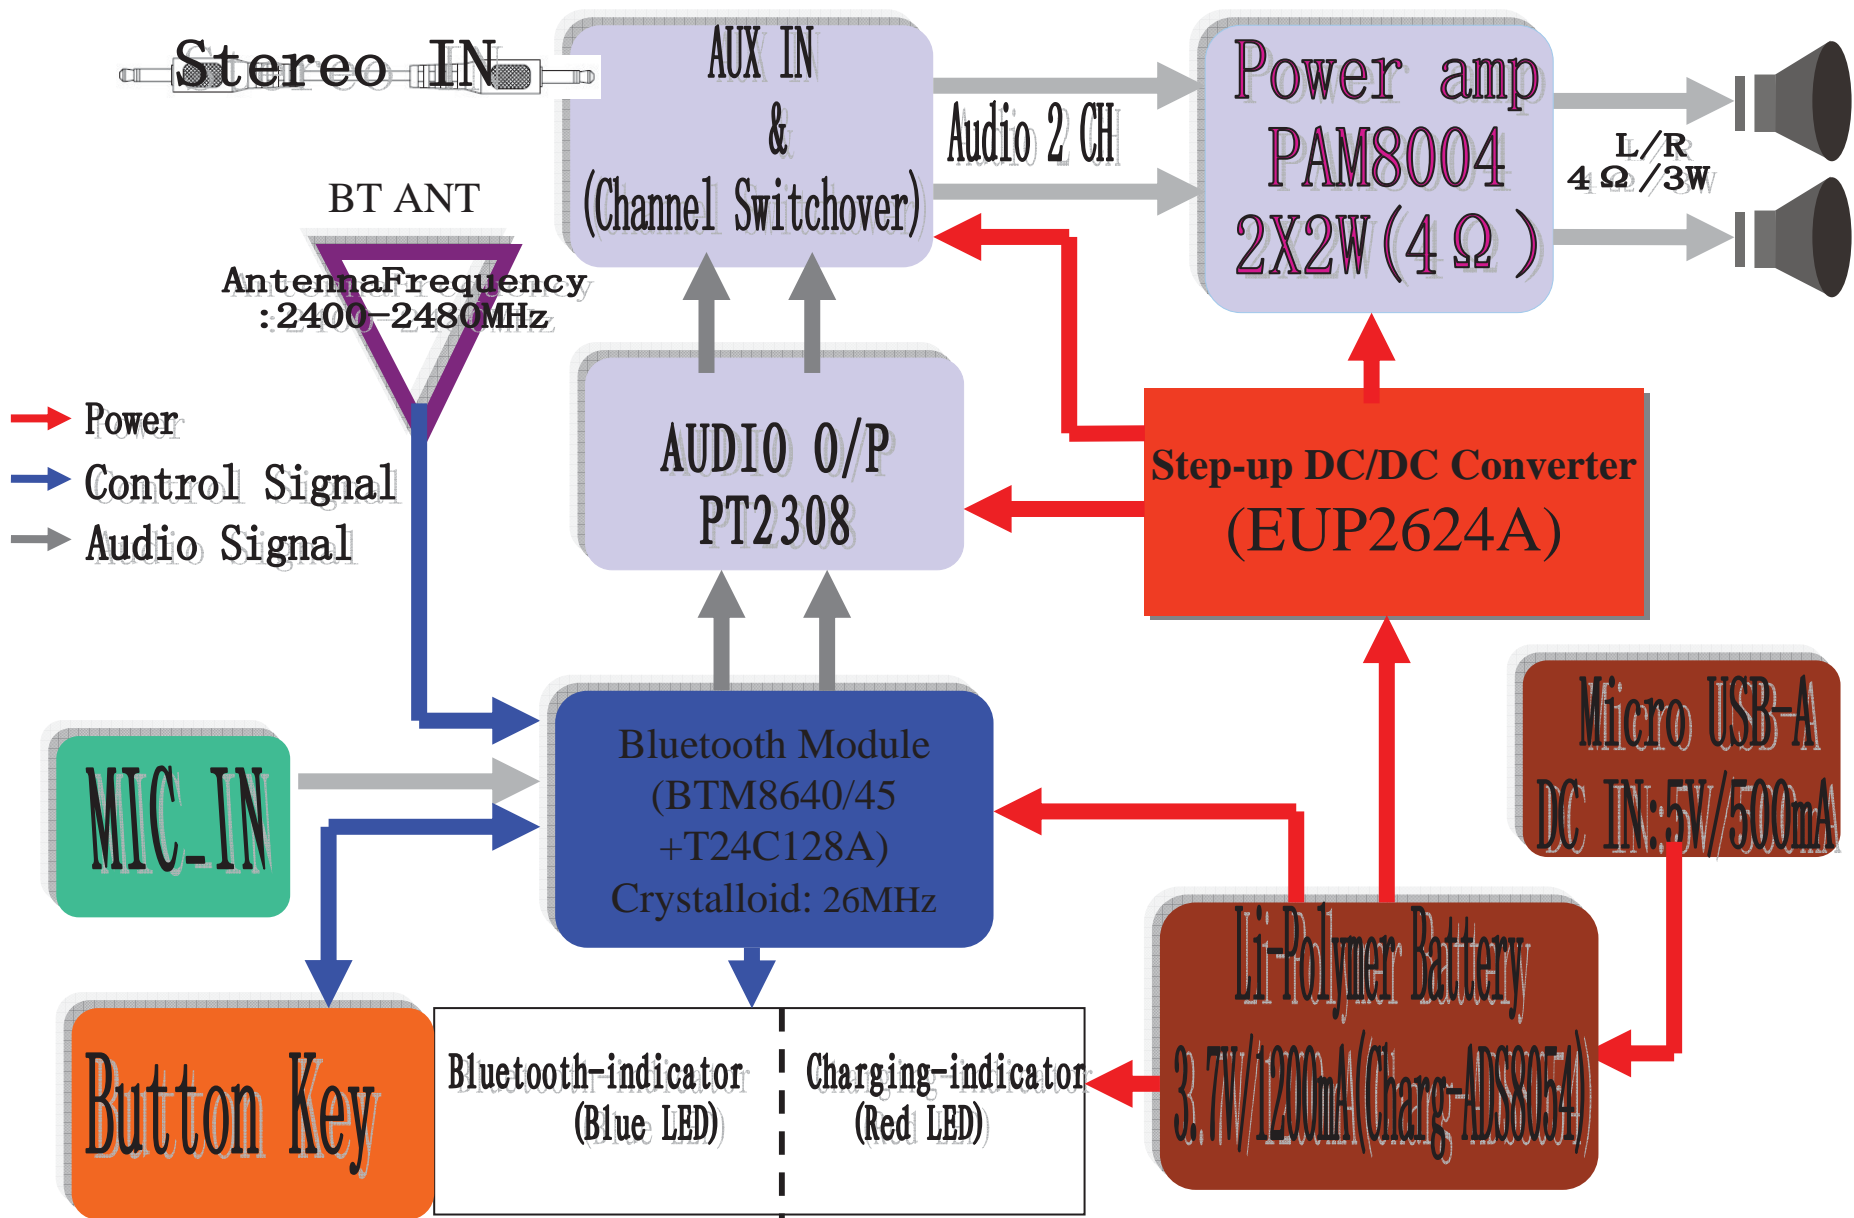 Stereo IN
AUX IN
&
(Channel Switchover)
Audio 2 CH
Power amp
PAM8004
2X2W(4Ω)
L/R
4Ω/3W
BT ANT
AntennaFrequency
:2400-2480MHz
Power
Control Signal
Audio Signal
AUDIO O/P
PT2308
Step-up DC/DC Converter
(EUP2624A)
Micro USB-A
DC IN:5V/500mA
MIC_IN
Bluetooth Module
(BTM8640/45
+T24C128A)
Crystalloid: 26MHz
Li-Polymer Battery
3.7V/1200mA(Charg-ADS8054)
Button Key
Bluetooth-indicator
(Blue LED)
Charging-indicator
(Red LED)